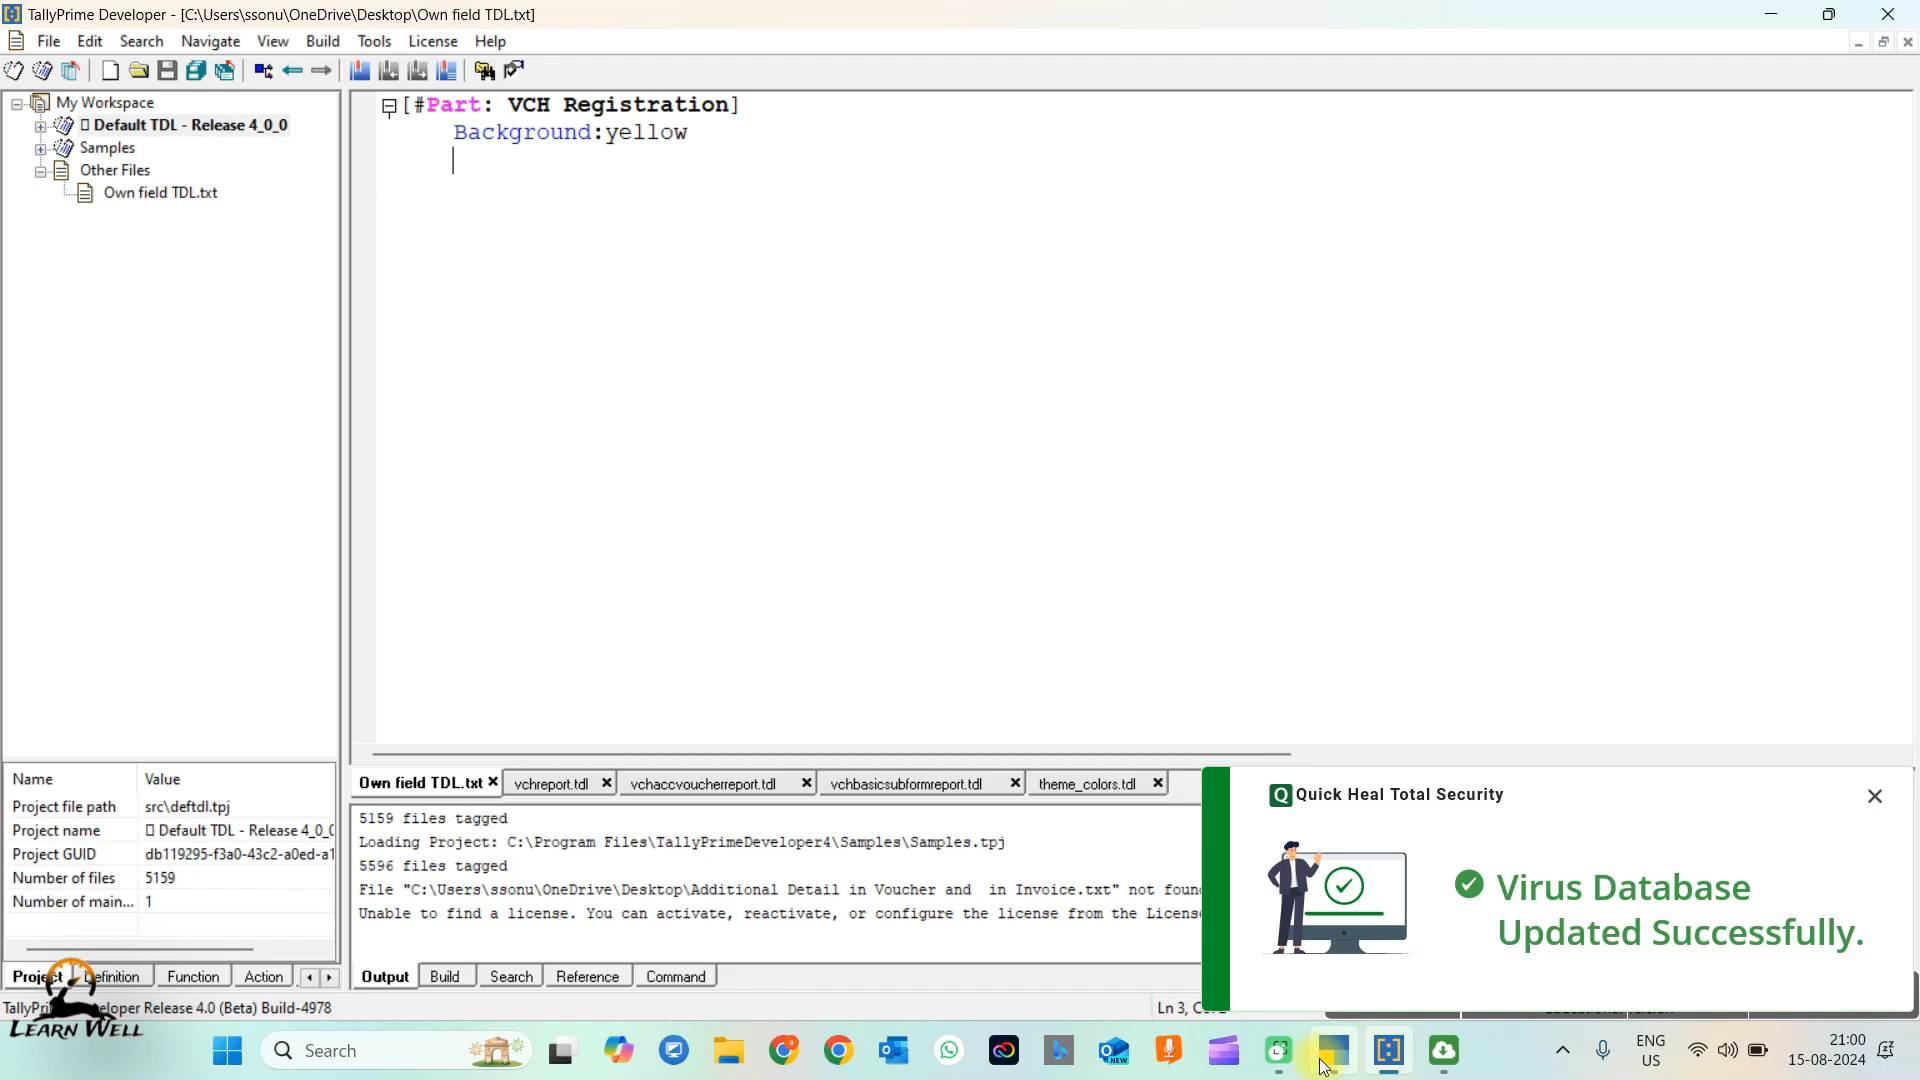 TallyPrime Developer - [C:\Users\ssonu\OneDrive\Desktop\Own field TDL.txt]
File Edit Search Navigate View Build Tools License Help
My Workspace
Default TDL - Release 4_0_0
Samples
Other Files
Own field TDL.txt
[#Part: VCH Registration]
Background:yellow
Name Value
Project file path src\deftdl.tpj
Project name Default TDL - Release 4_0_0
Project GUID db119295-f3a0-43c2-a0ed-a1
Number of files 5159
Number of main... 1
Project Definition Function Action
Own field TDL.txt vchreport.tdl vchaccvoucherreport.tdl vchbasicsubformreport.tdl theme_colors.tdl
5159 files tagged
Loading Project: C:\Program Files\TallyPrimeDeveloper4\Samples\Samples.tpj
5596 files tagged
File "C:\Users\ssonu\OneDrive\Desktop\Additional Detail in Voucher and  in Invoice.txt" not foun
Unable to find a license. You can activate, reactivate, or configure the license from the Licens
Output Build Search Reference Command
Quick Heal Total Security
Virus Database
Updated Successfully.
TallyPrime Developer Release 4.0 (Beta) Build-4978
Ln 3,
LEARN WELL
Search
NEW
ENG
US
21:00
15-08-2024